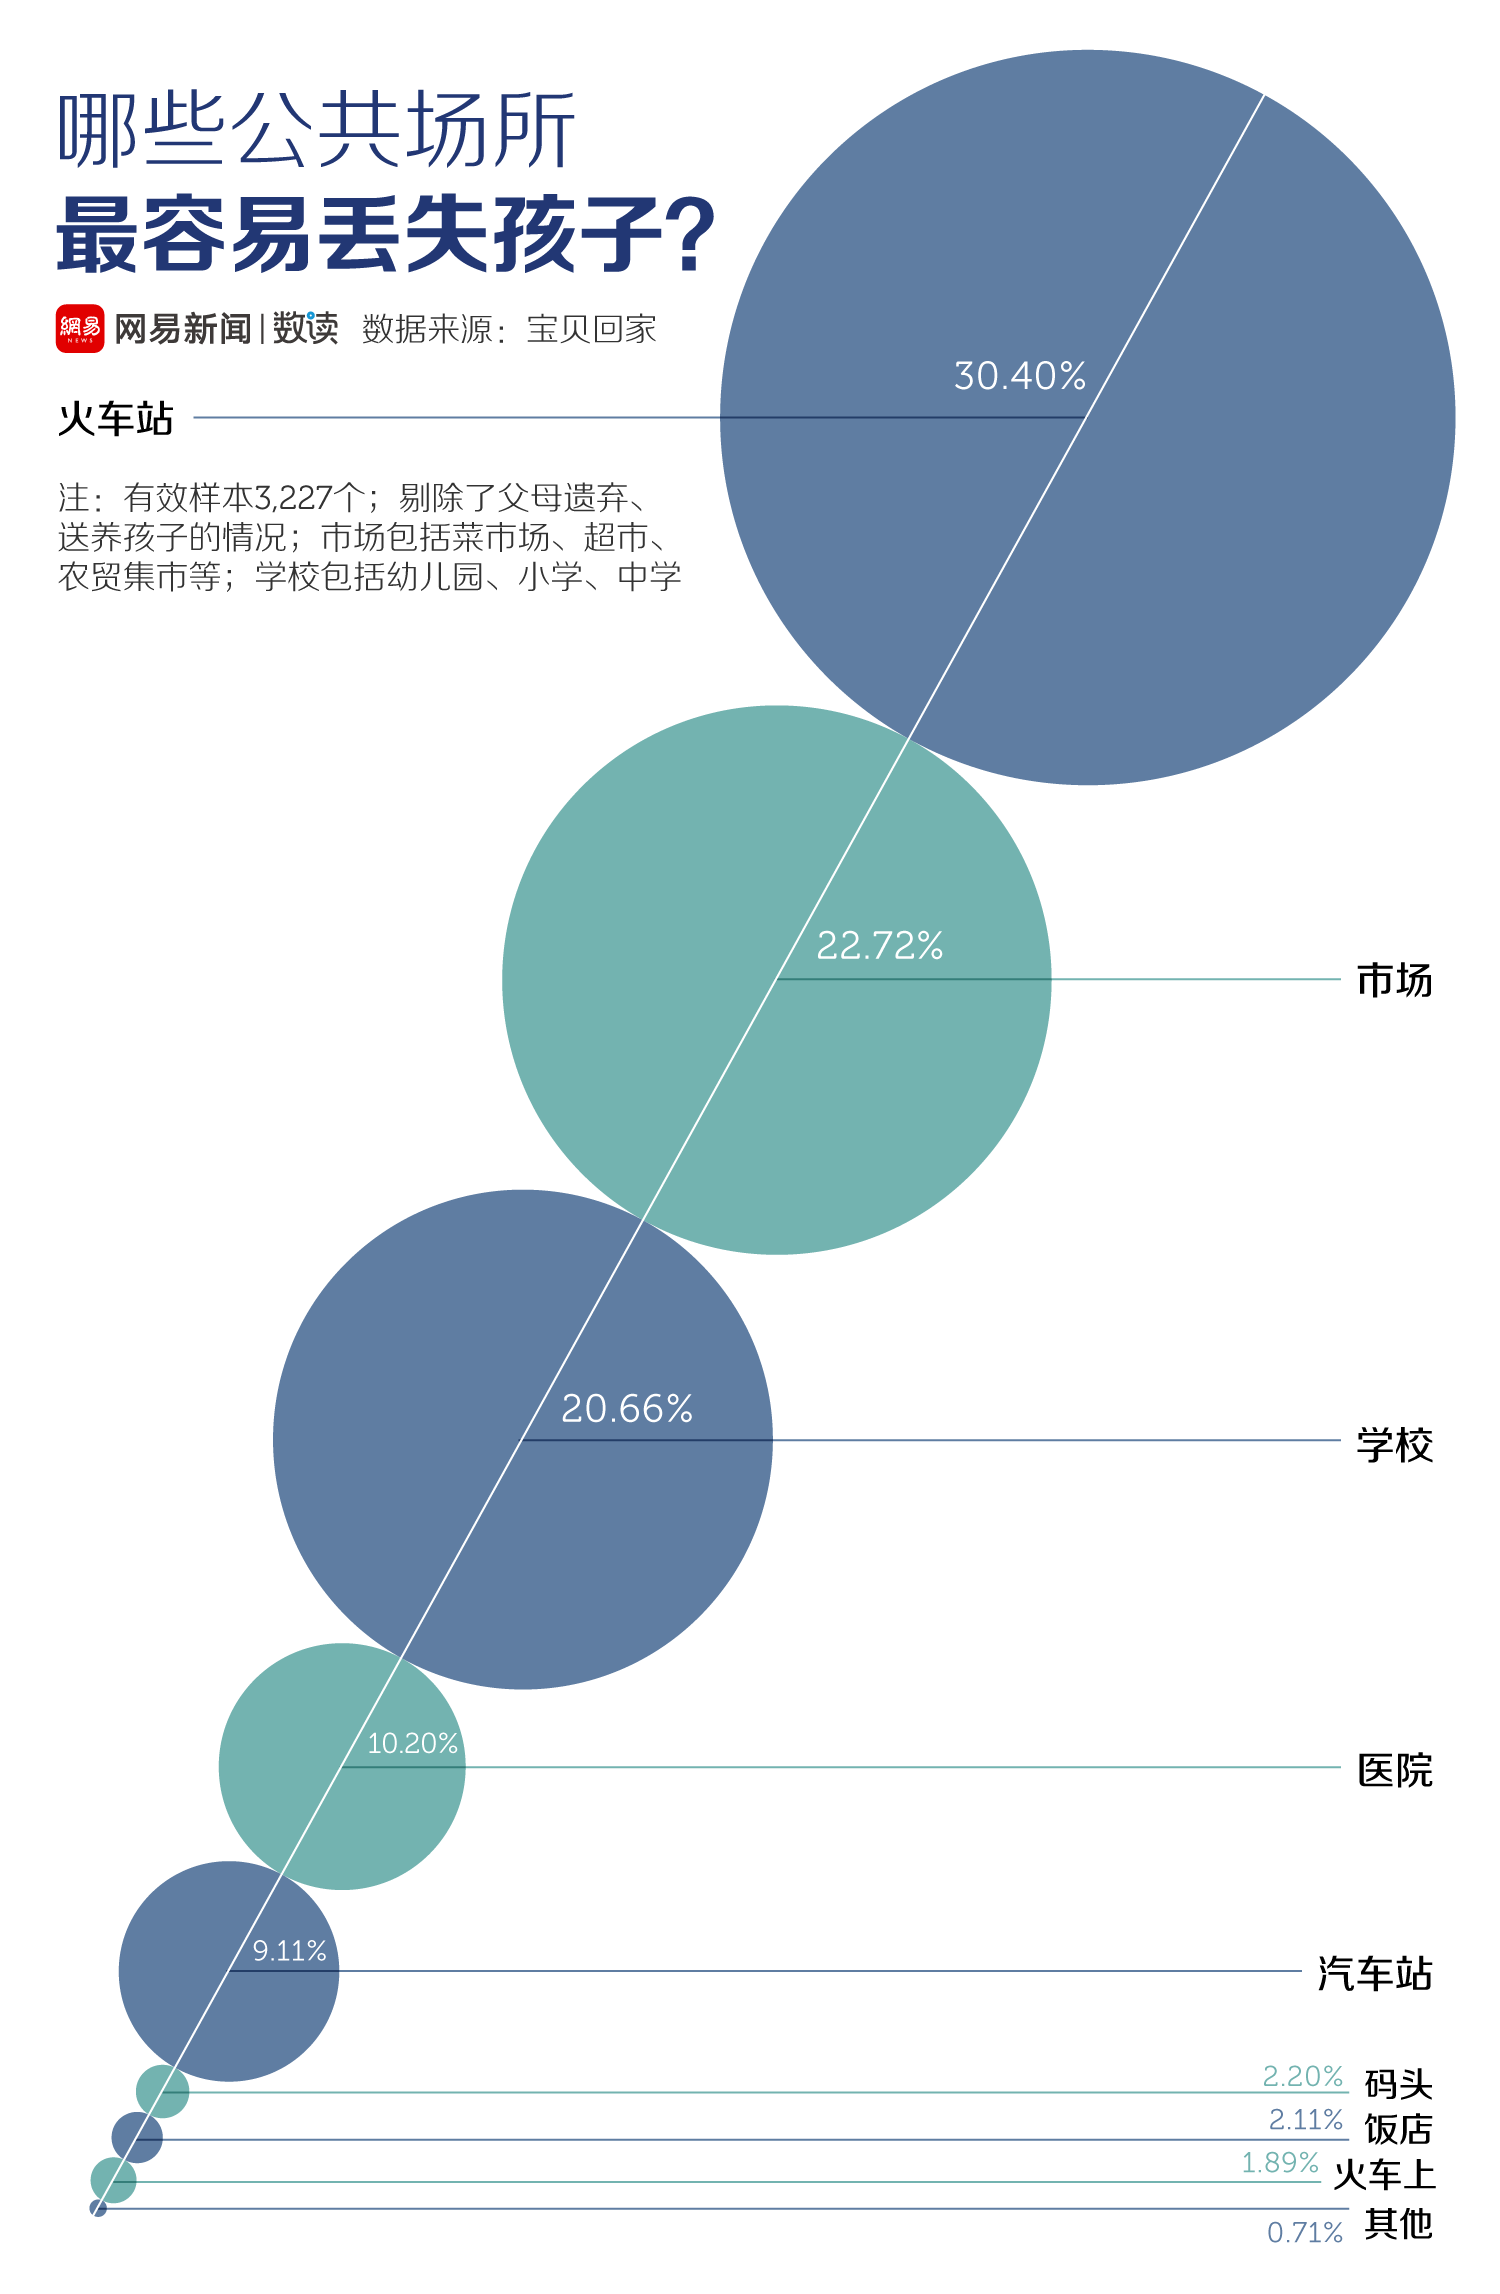 哪些公共场所
最容易丢失孩子?
網易 NEWS 网易新闻|数读 数据来源：宝贝回家
30.40%
火车站
注：有效样本3,227个；剔除了父母遗弃、
送养孩子的情况；市场包括菜市场、超市、
农贸集市等；学校包括幼儿园、小学、中学
22.72%
市场
20.66%
学校
10.20%
医院
9.11%
汽车站
2.20% 码头
2.11% 饭店
1.89% 火车上
0.71% 其他